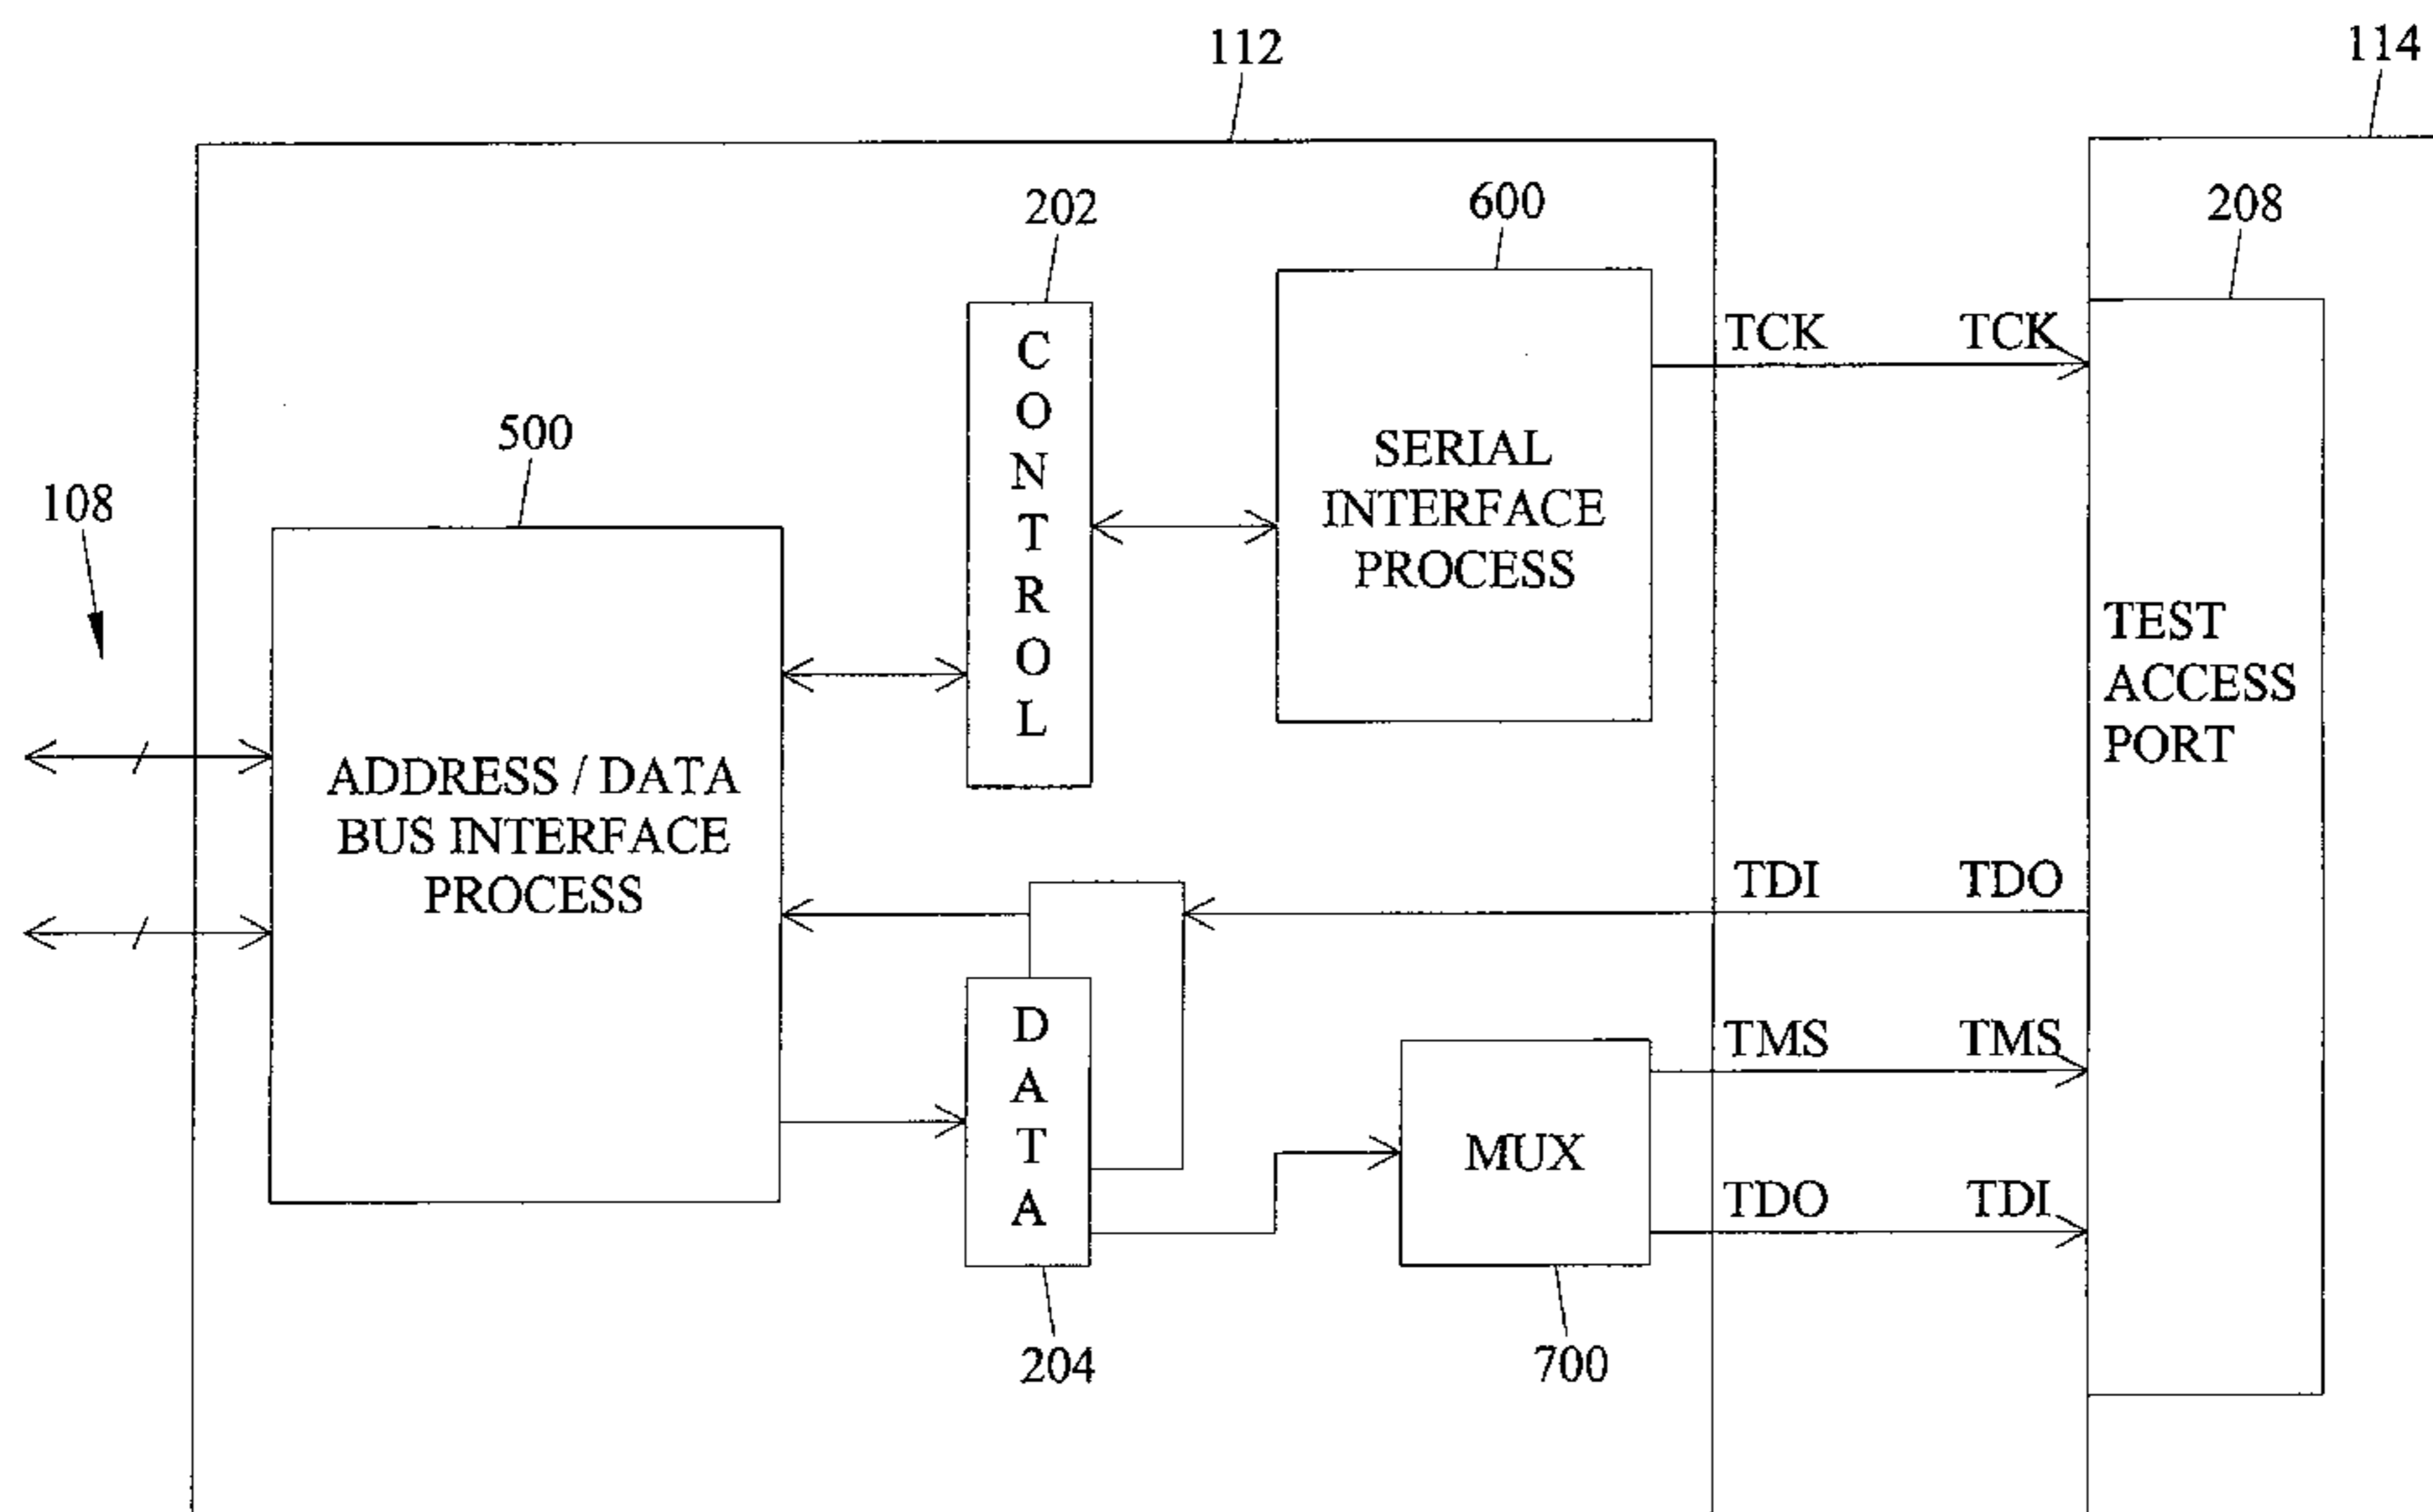 112
114
202
600
208
500
108
C
O
N
T
R
O
L
SERIAL
INTERFACE
PROCESS
TCK TCK
TEST
ACCESS
PORT
ADDRESS / DATA
BUS INTERFACE
PROCESS
TDI TDO
D
A
T
A
MUX
TMS TMS
TDO TDI
204
700